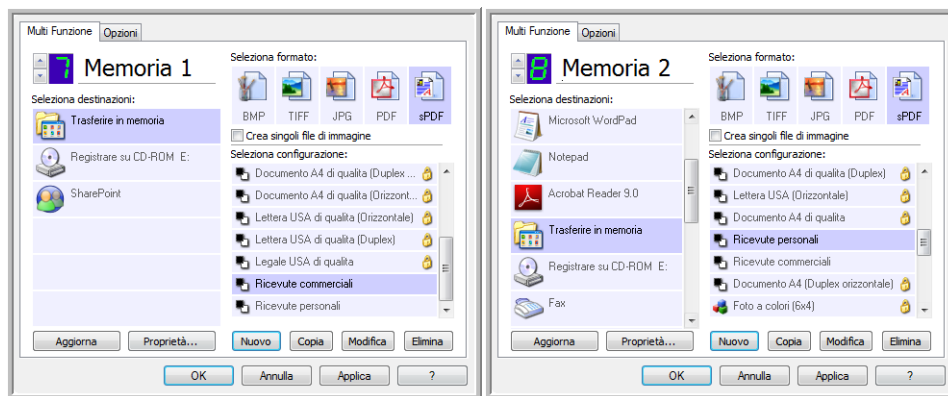 Multi Funzione Opzioni
7 Memoria 1
Seleziona formato:
BMP TIFF JPG PDF sPDF
Seleziona destinazioni:
Crea singoli file di immagine
Trasferire in memoria
Registrare su CD-ROM E:
SharePoint
Seleziona configurazione:
Documento A4 di qualita (Duplex ...
Documento A4 di qualita (Orizzont...
Lettera USA di qualita (Orizzontale)
Lettera USA di qualita (Duplex)
Legale USA di qualita
Ricevute commerciali
Ricevute personali
Aggiorna Proprietà... Nuovo Copia Modifica Elimina
OK Annulla Applica ?
Multi Funzione Opzioni
8 Memoria 2
Seleziona formato:
BMP TIFF JPG PDF sPDF
Seleziona destinazioni:
Crea singoli file di immagine
Microsoft WordPad
Notepad
Acrobat Reader 9.0
Trasferire in memoria
Registrare su CD-ROM E:
Fax
Seleziona configurazione:
Documento A4 di qualita (Duplex)
Lettera USA (Orizzontale)
Documento A4 di qualita
Ricevute personali
Ricevute commerciali
Documento A4 (Duplex orizzontale)
Foto a colori (6x4)
Aggiorna Proprietà... Nuovo Copia Modifica Elimina
OK Annulla Applica ?